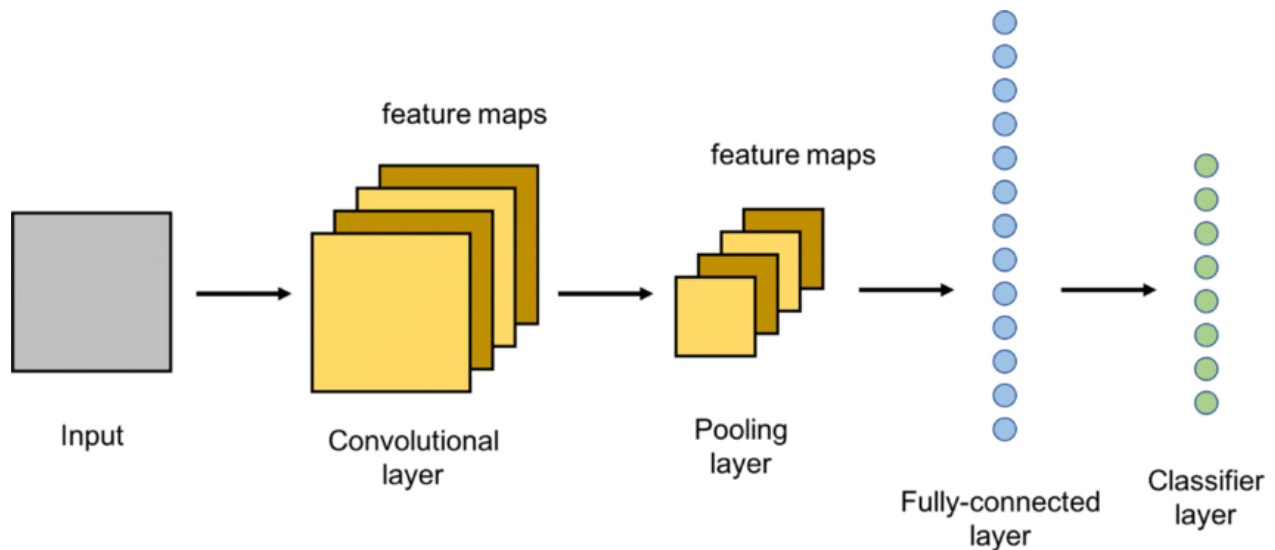 feature maps
feature maps
Input
Convolutional
layer
Pooling
layer
Fully-connected
layer
Classifier
layer